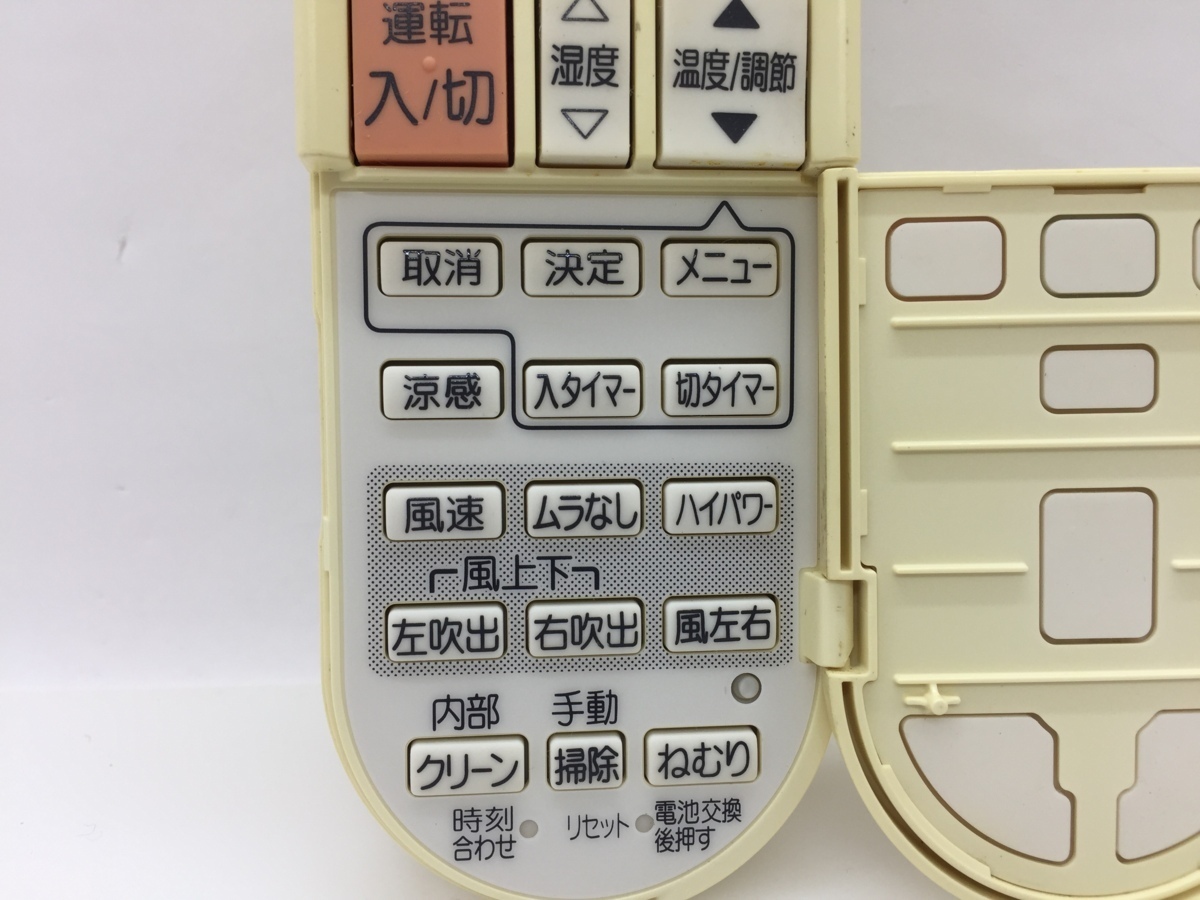 運転
入/切
△
湿度
▽
▲
温度/調節
▼
取消
決定
メニュー
涼感
入タイマー
切タイマー
風速
ムラなし
ハイパワー
風上下
左吹出
右吹出
風左右
内部
クリーン
手動
掃除
ねむり
時刻
合わせ
リセット
電池交換
後押す